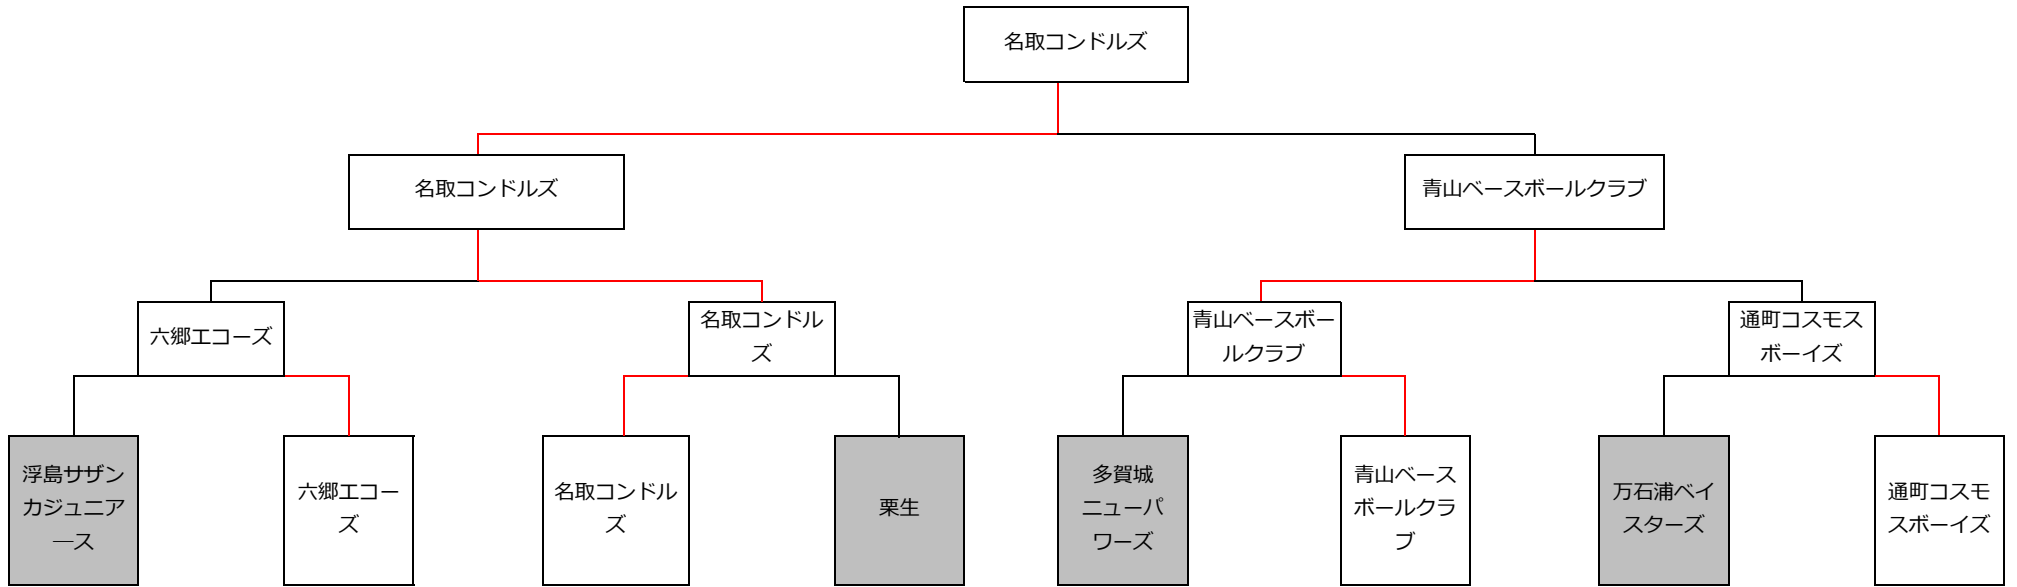 名取コンドルズ
名取コンドルズ
青山ベースボールクラブ
六郷エコーズ
名取コンドル
ズ
青山ベースボー
ルクラブ
通町コスモス
ボーイズ
浮島サザン
カジュニア
―ス
六郷エコー
ズ
名取コンドル
ズ
栗生
多賀城
ニューパ
ワーズ
青山ベース
ボールクラ
ブ
万石浦ベイ
スターズ
通町コスモ
スボーイズ